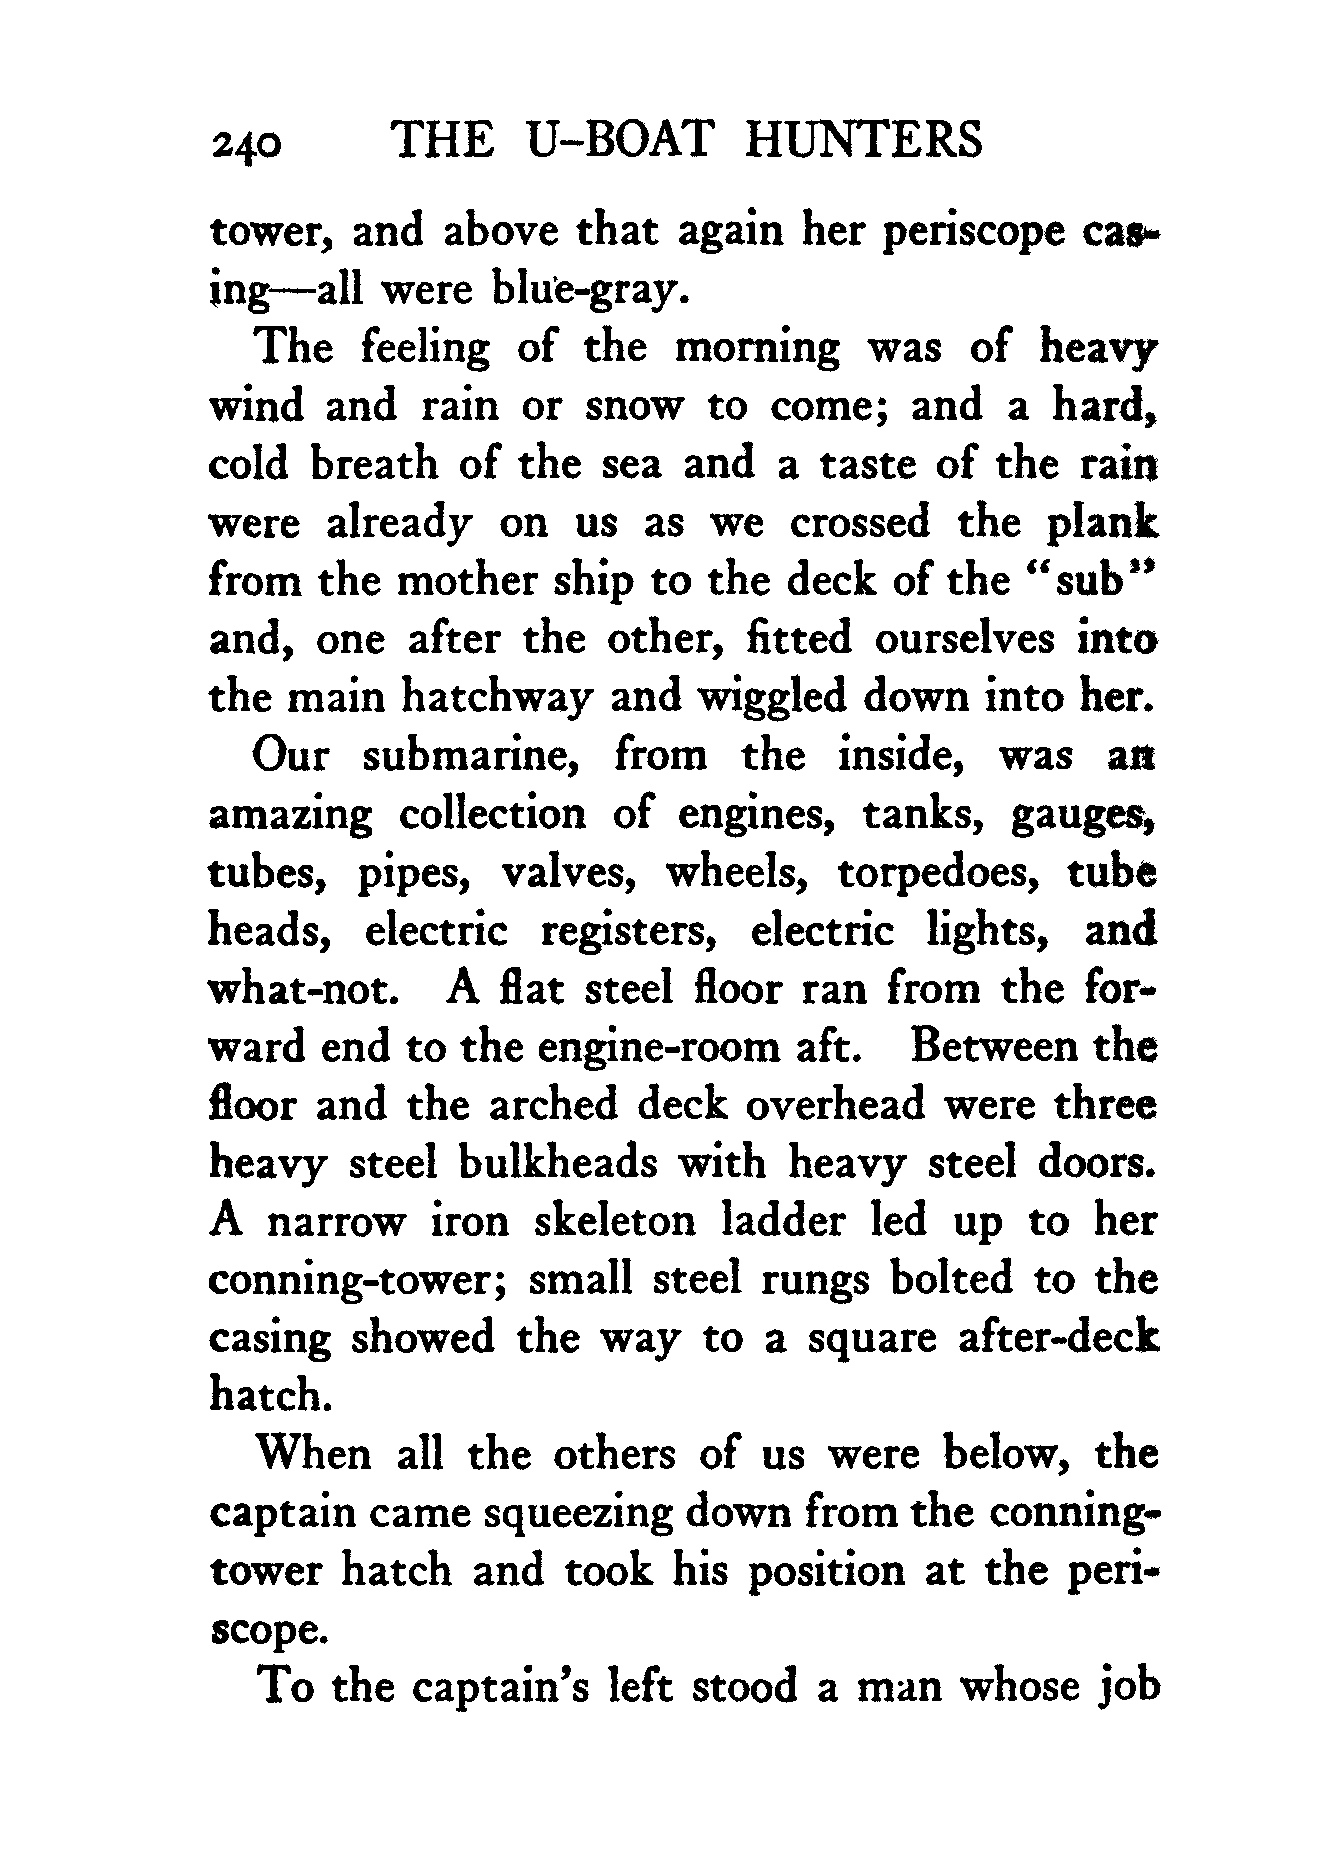 240 THE U-BOAT HUNTERS
tower, and above that again her periscope cas-
ing—all were blue-gray.
The feeling of the morning was of heavy
wind and rain or snow to come; and a hard,
cold breath of the sea and a taste of the rain
were already on us as we crossed the plank
from the mother ship to the deck of the “sub”
and, one after the other, fitted ourselves into
the main hatchway and wiggled down into her.
Our submarine, from the inside, was an
amazing collection of engines, tanks, gauges,
tubes, pipes, valves, wheels, torpedoes, tube
heads, electric registers, electric lights, and
what-not. A flat steel floor ran from the for-
ward end to the engine-room aft. Between the
floor and the arched deck overhead were three
heavy steel bulkheads with heavy steel doors.
A narrow iron skeleton ladder led up to her
conning-tower; small steel rungs bolted to the
casing showed the way to a square after-deck
hatch.
When all the others of us were below, the
captain came squeezing down from the conning-
tower hatch and took his position at the peri-
scope.
To the captain’s left stood a man whose job